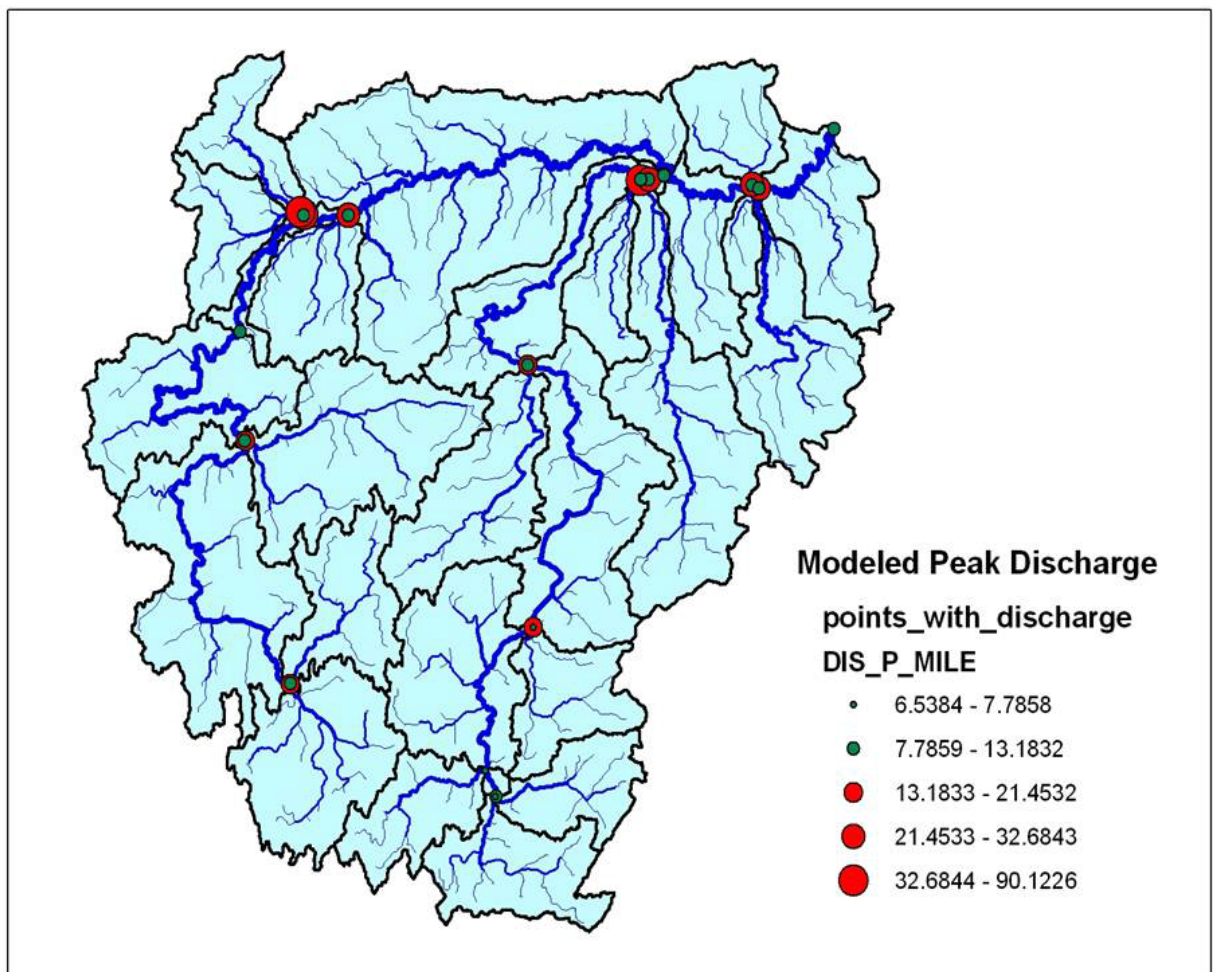 Modeled Peak Discharge
points_with_discharge
DIS_P_MILE
6.5384 - 7.7858
7.7859 - 13.1832
13.1833 - 21.4532
21.4533 - 32.6843
32.6844 - 90.1226